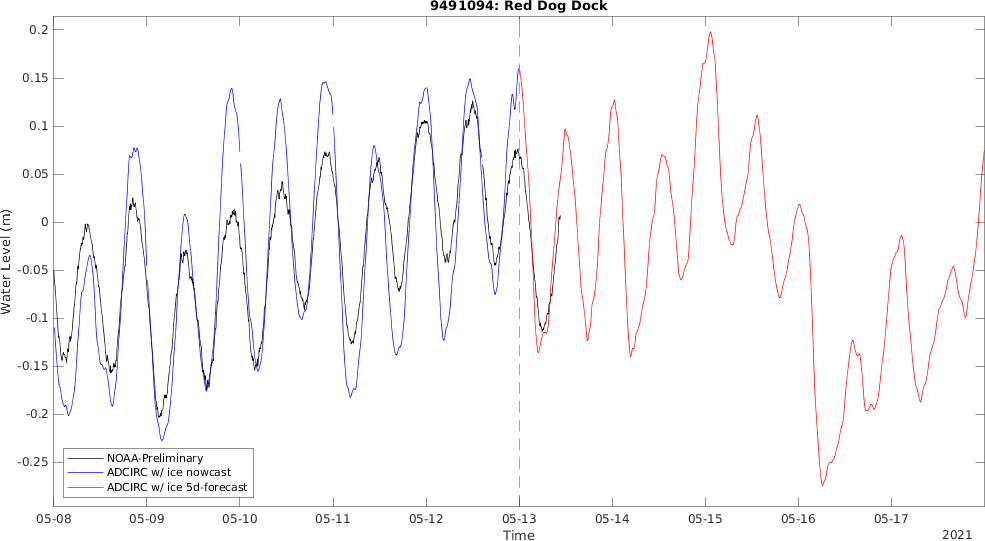 9491094: Red Dog Dock
Water Level (m)
0.2
0.15
0.1
0.05
0
-0.05
-0.1
-0.15
-0.2
-0.25
NOAA-Preliminary
ADCIRC w/ ice nowcast
ADCIRC w/ ice 5d-forecast
05-08 05-09 05-10 05-11 05-12 05-13 05-14 05-15 05-16 05-17
Time
2021